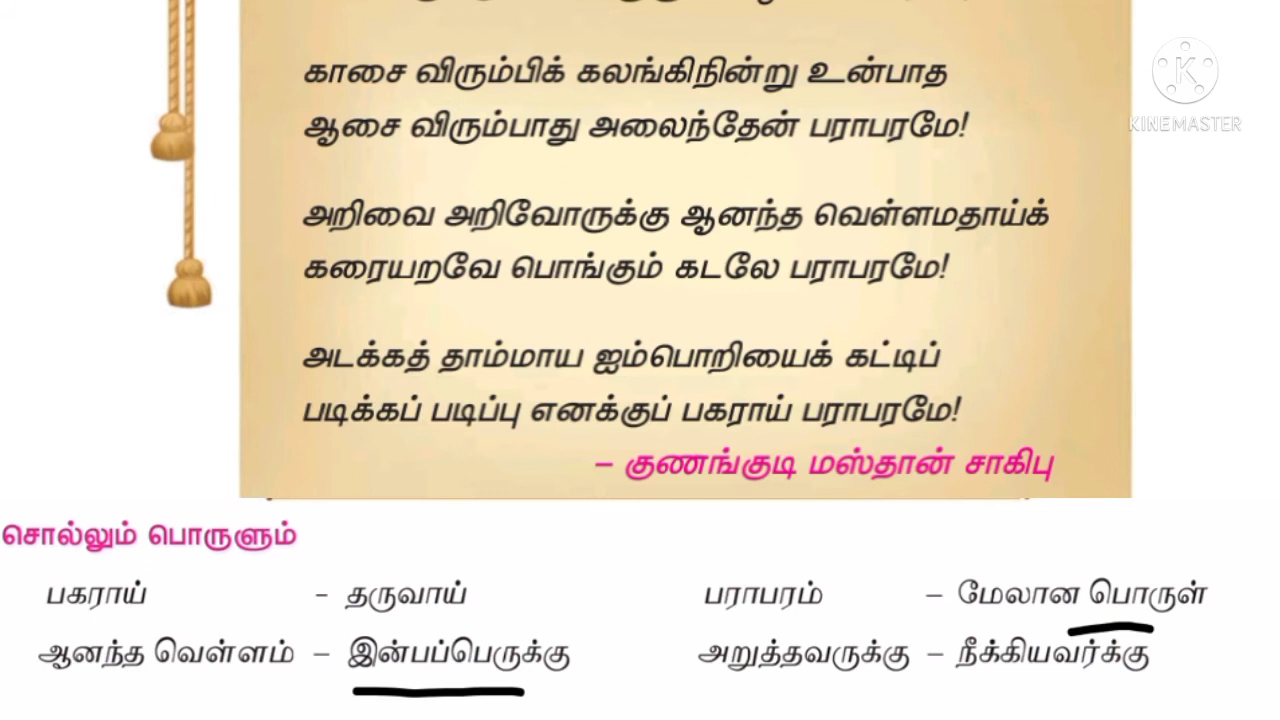 காசை விரும்பிக் கலங்கிநின்று உன்பாத
ஆசை விரும்பாது அலைந்தேன் பராபரமே!
அறிவை அறிவோருக்கு ஆனந்த வெள்ளமதாய்க்
கரையறவே பொங்கும் கடலே பராபரமே!
அடக்கத் தாம்மாய ஐம்பொறியைக் கட்டிப்
படிக்கப் படிப்பு எனக்குப் பகராய் பராபரமே!
– குணங்குடி மஸ்தான் சாகிபு
K
KINEMASTER
சொல்லும் பொருளும்
பகராய் - தருவாய் பராபரம் – மேலான பொருள்
ஆனந்த வெள்ளம் – இன்பப்பெருக்கு அறுத்தவருக்கு – நீக்கியவர்க்கு